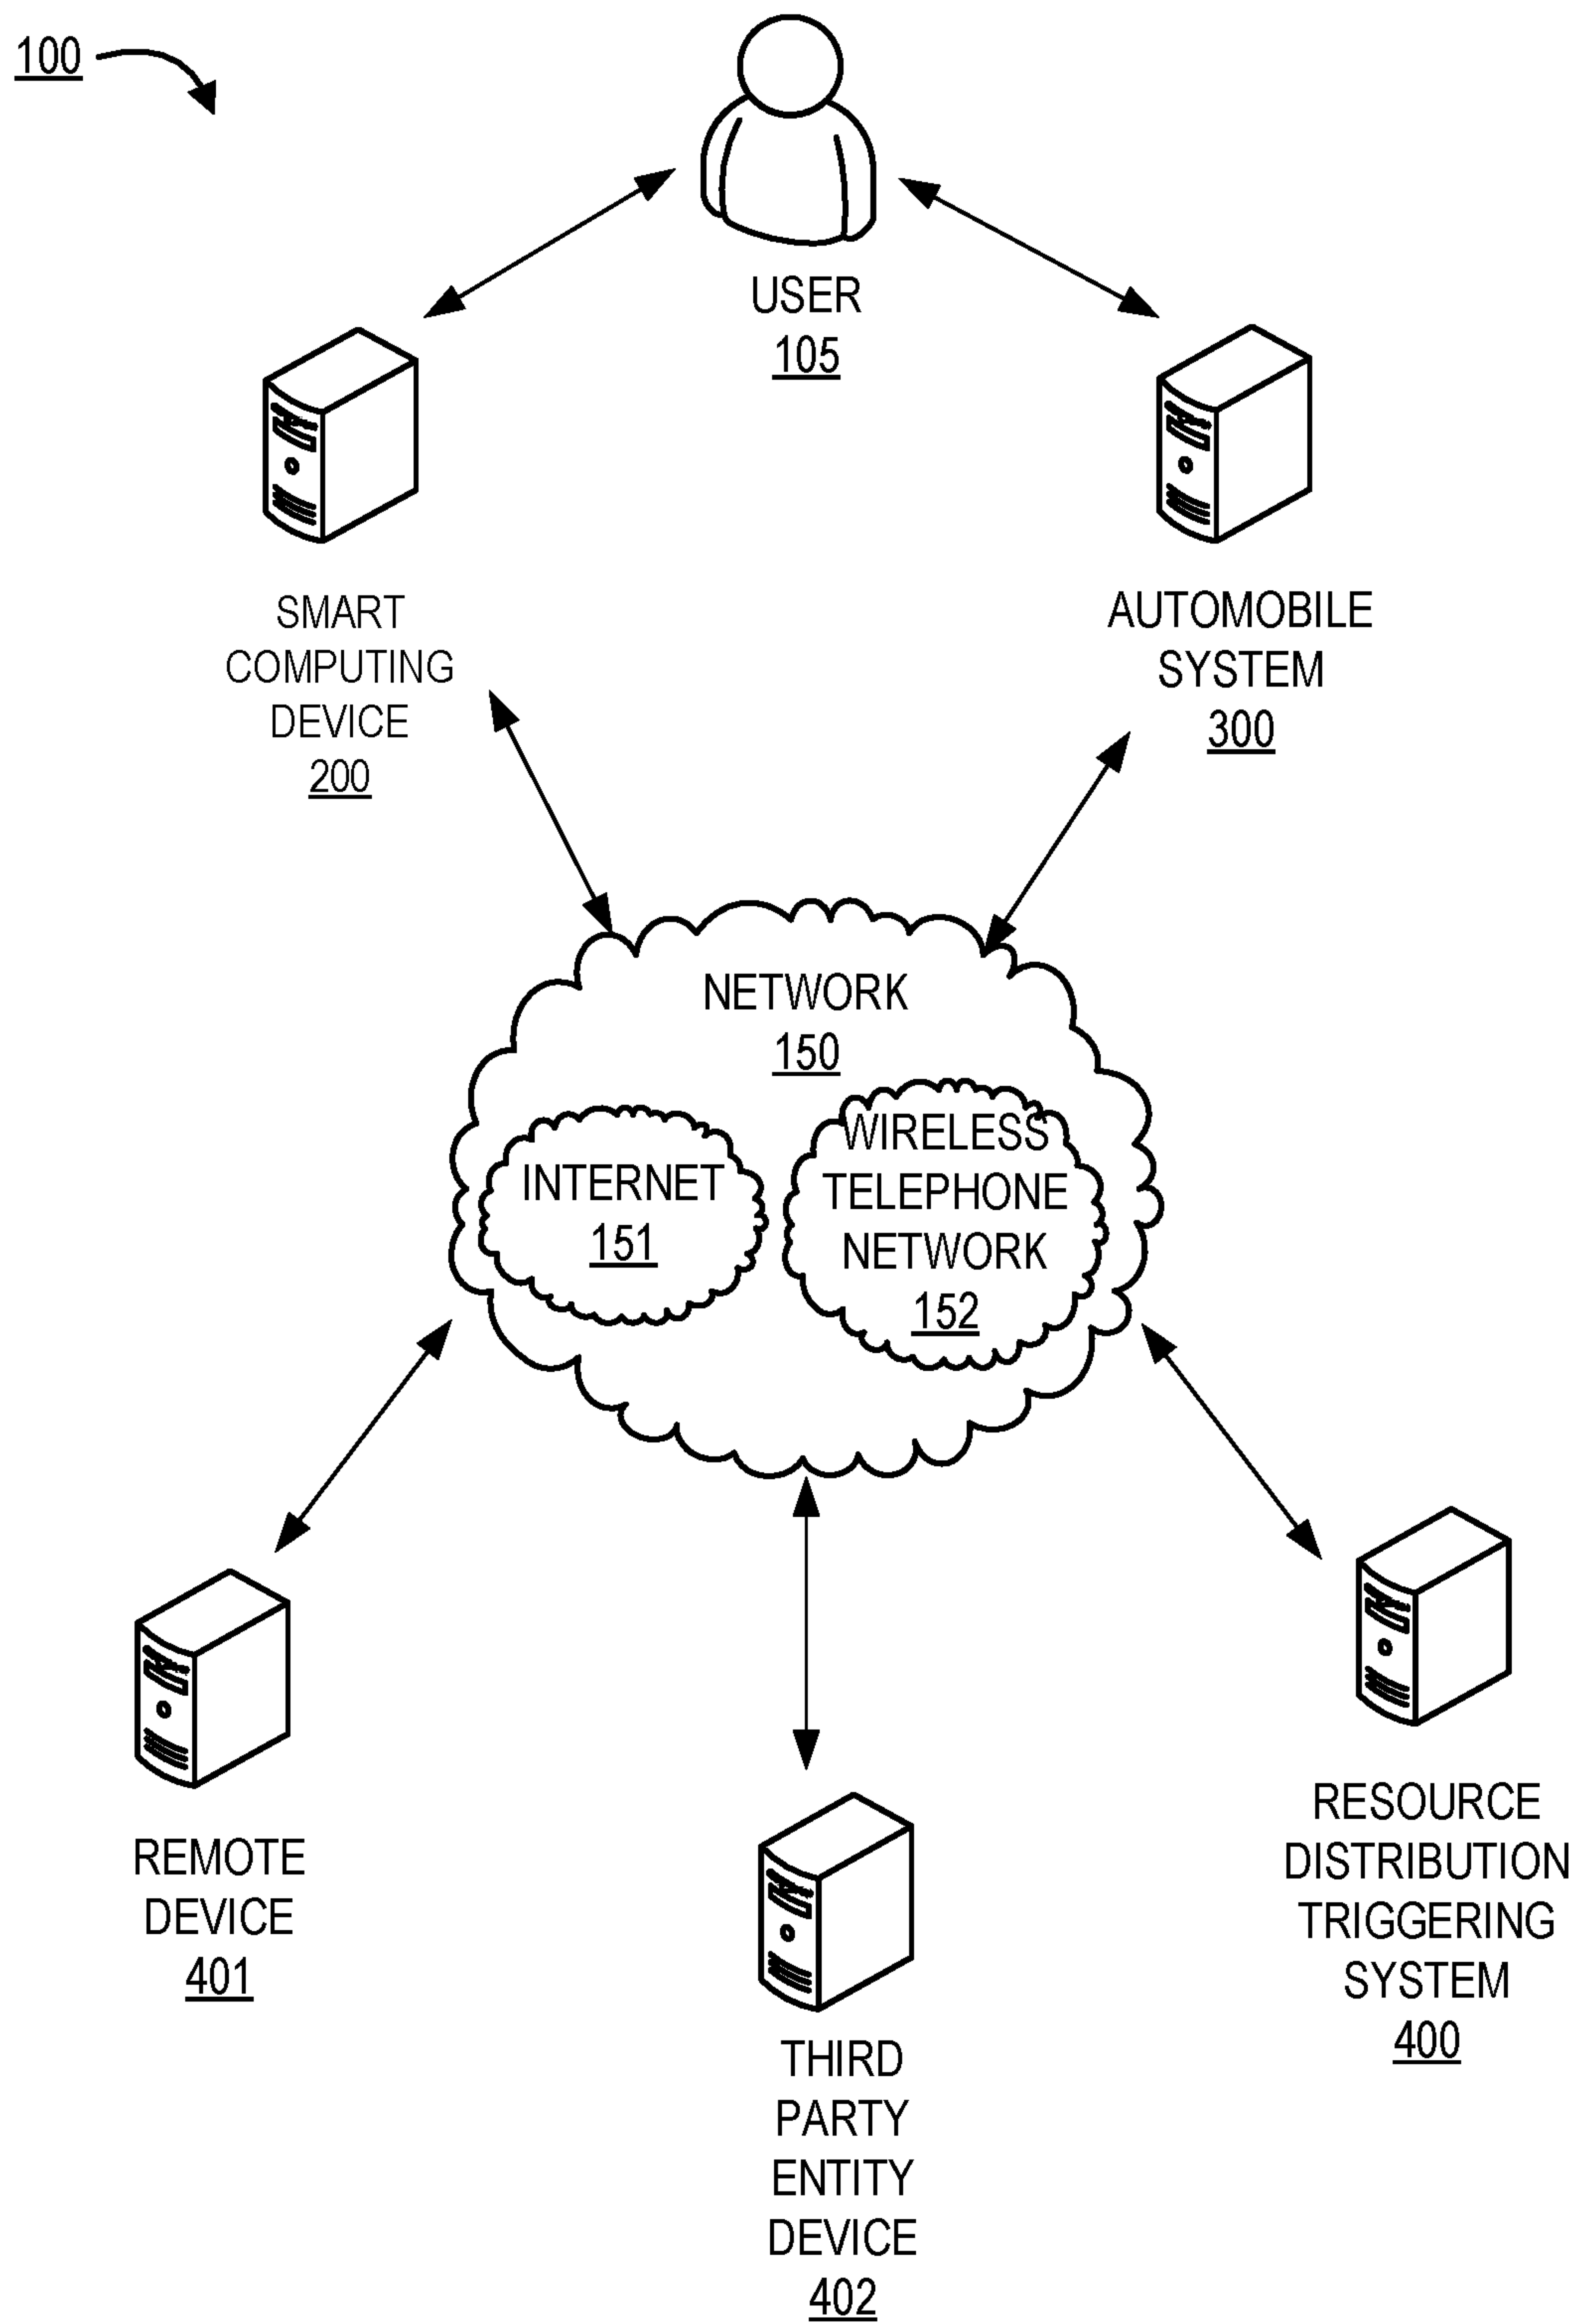 100
USER
105
SMART
COMPUTING
DEVICE
200
AUTOMOBILE
SYSTEM
300
NETWORK
150
INTERNET
151
WIRELESS
TELEPHONE
NETWORK
152
REMOTE
DEVICE
401
THIRD
PARTY
ENTITY
DEVICE
402
RESOURCE
DISTRIBUTION
TRIGGERING
SYSTEM
400